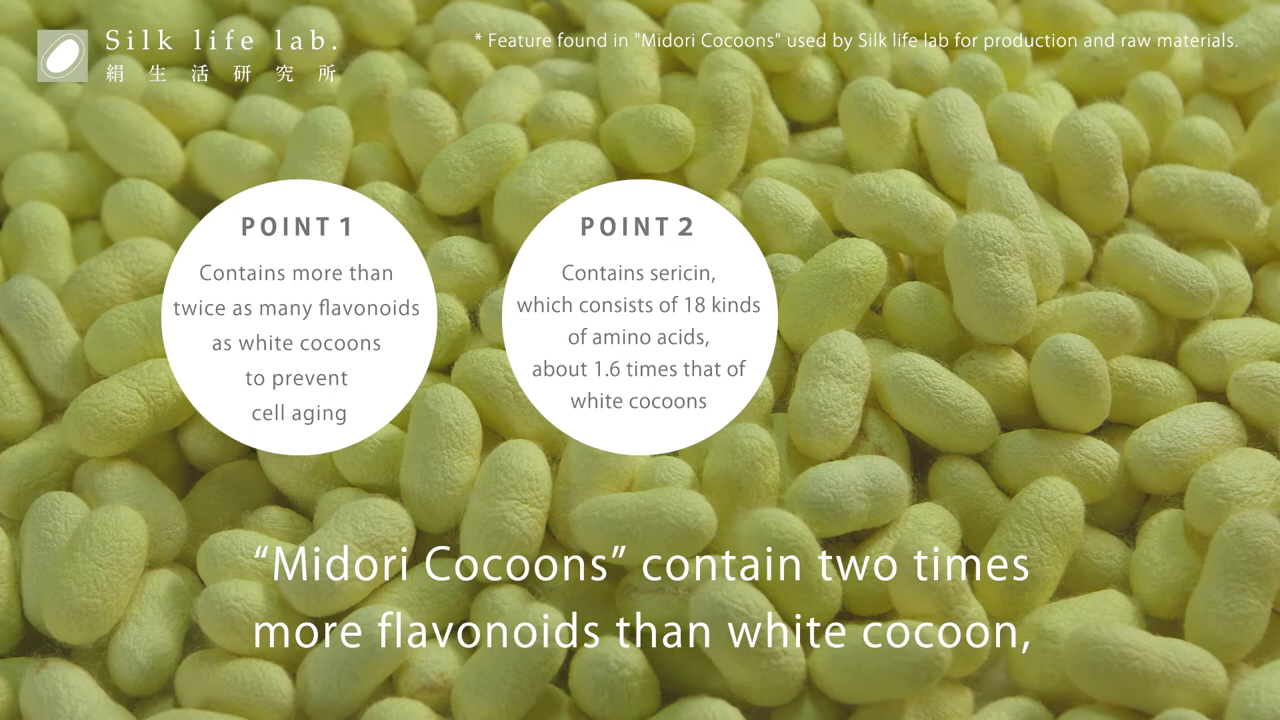 Silk life lab.
絹生活研究所
* Feature found in "Midori Cocoons" used by Silk life lab for production and raw materials.
POINT 1
Contains more than
twice as many flavonoids
as white cocoons
to prevent
cell aging
POINT 2
Contains sericin,
which consists of 18 kinds
of amino acids,
about 1.6 times that of
white cocoons
“Midori Cocoons” contain two times
more flavonoids than white cocoon,